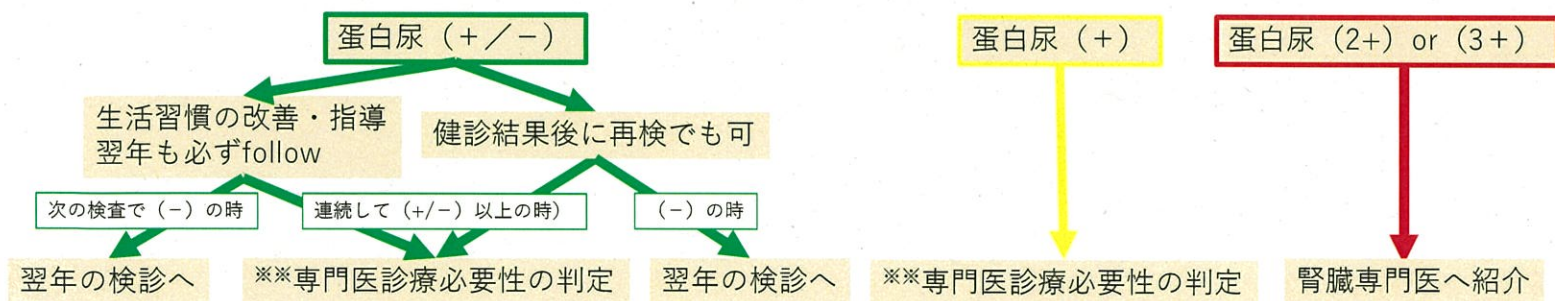 蛋白尿（＋／－）
蛋白尿（+）
蛋白尿（2+）or（3＋）
生活習慣の改善・指導
翌年も必ずfollow
健診結果後に再検でも可
次の検査で（－）の時
連続して（+/－）以上の時）
（－）の時
翌年の検診へ
※※専門医診療必要性の判定
翌年の検診へ
※※専門医診療必要性の判定
腎臓専門医へ紹介